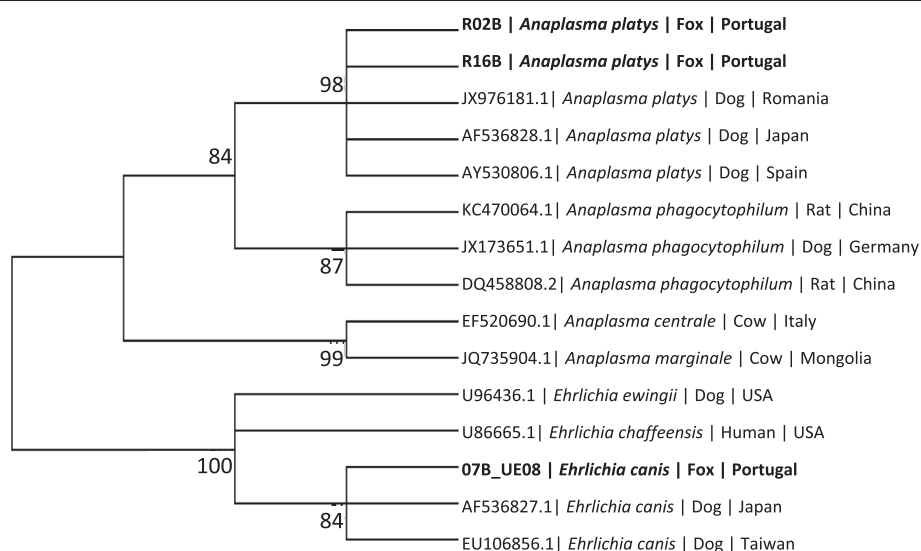 R02B | Anaplasma platys | Fox | Portugal
R16B | Anaplasma platys | Fox | Portugal
98
JX976181.1| Anaplasma platys | Dog | Romania
AF536828.1| Anaplasma platys | Dog | Japan
84
AY530806.1| Anaplasma platys | Dog | Spain
KC470064.1| Anaplasma phagocytophilum | Rat | China
JX173651.1| Anaplasma phagocytophilum | Dog | Germany
87
DQ458808.2| Anaplasma phagocytophilum | Rat | China
EF520690.1| Anaplasma centrale | Cow | Italy
99
JQ735904.1| Anaplasma marginale | Cow | Mongolia
U96436.1 | Ehrlichia ewingii | Dog | USA
U86665.1| Ehrlichia chaffeensis | Human | USA
100
07B_UE08 | Ehrlichia canis | Fox | Portugal
AF536827.1| Ehrlichia canis | Dog | Japan
84
EU106856.1| Ehrlichia canis | Dog | Taiwan